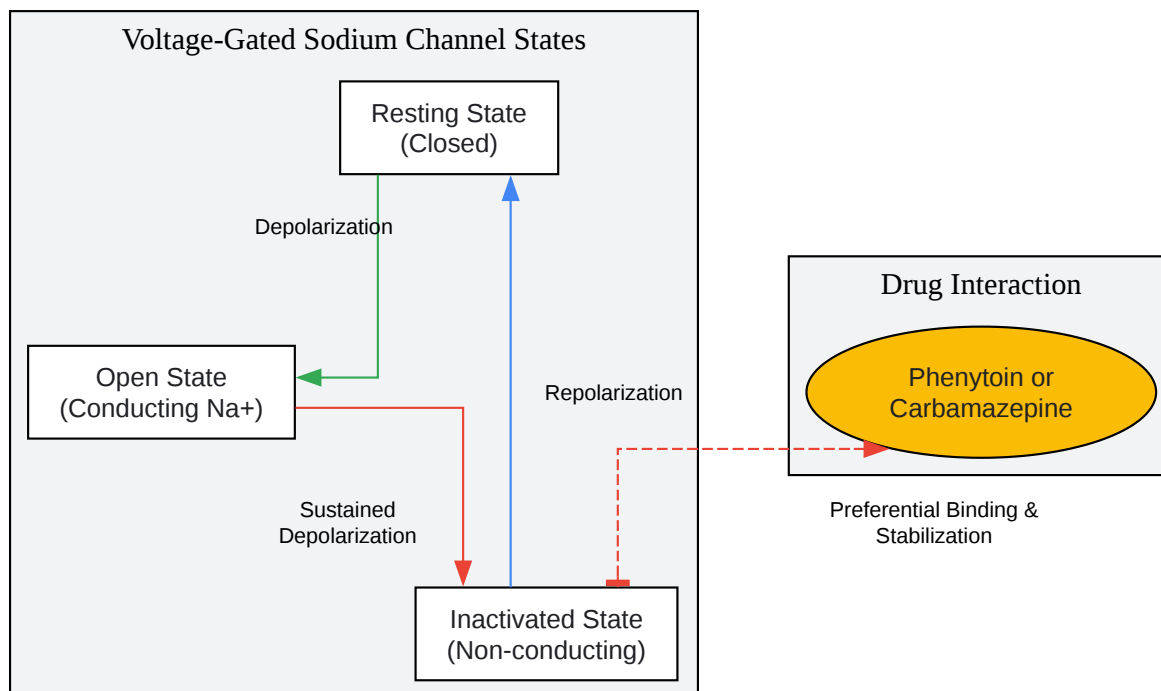 Voltage-Gated Sodium Channel States
Resting State
(Closed)
Depolarization
Drug Interaction
Open State
(Conducting Na+)
Repolarization
Phenytoin or
Carbamazepine
Sustained
Depolarization
Preferential Binding &
Stabilization
Inactivated State
(Non-conducting)